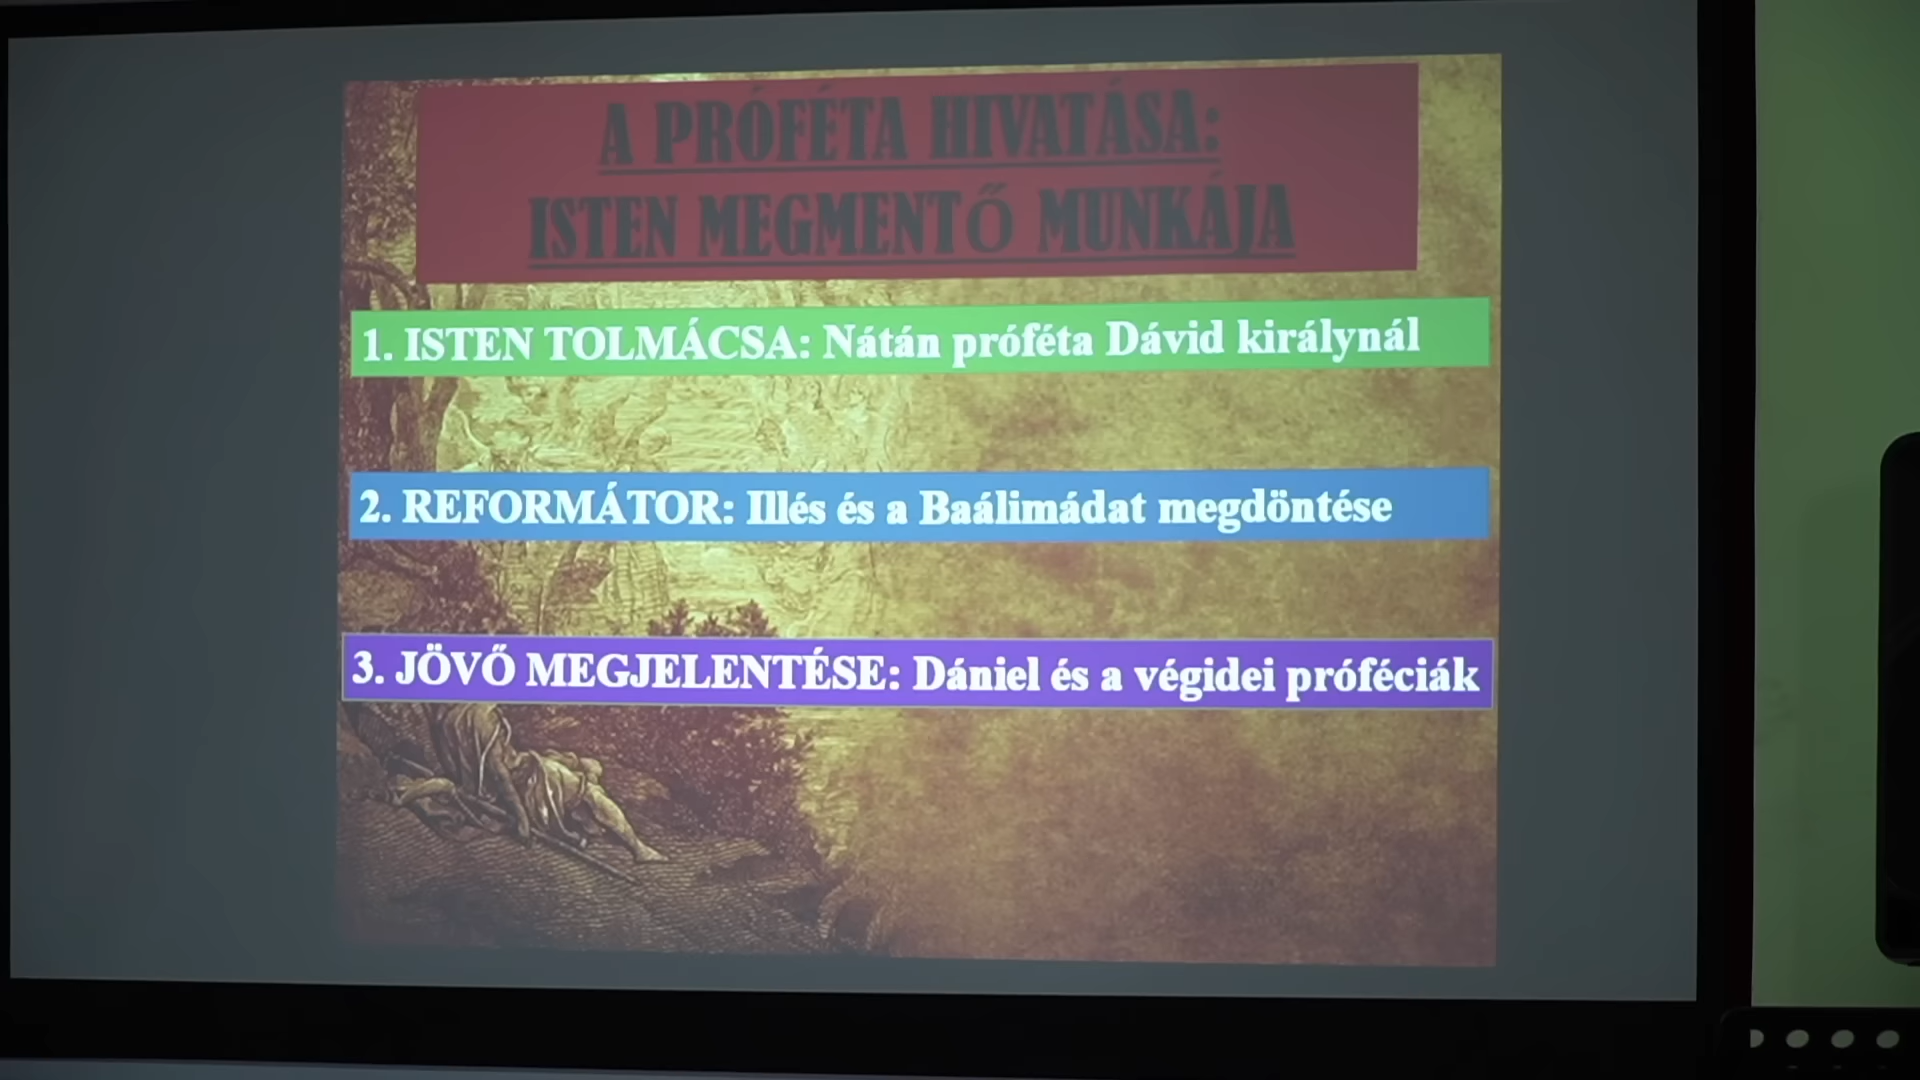 A PRÓFÉTA HIVATÁSA:
ISTEN MEGMENTŐ MUNKÁJA
1. ISTEN TOLMÁCSA: Nátán próféta Dávid királynál
2. REFORMÁTOR: Illés és a Baálimádat megdöntése
3. JÖVŐ MEGJELENTÉSE: Dániel és a végidei próféciák